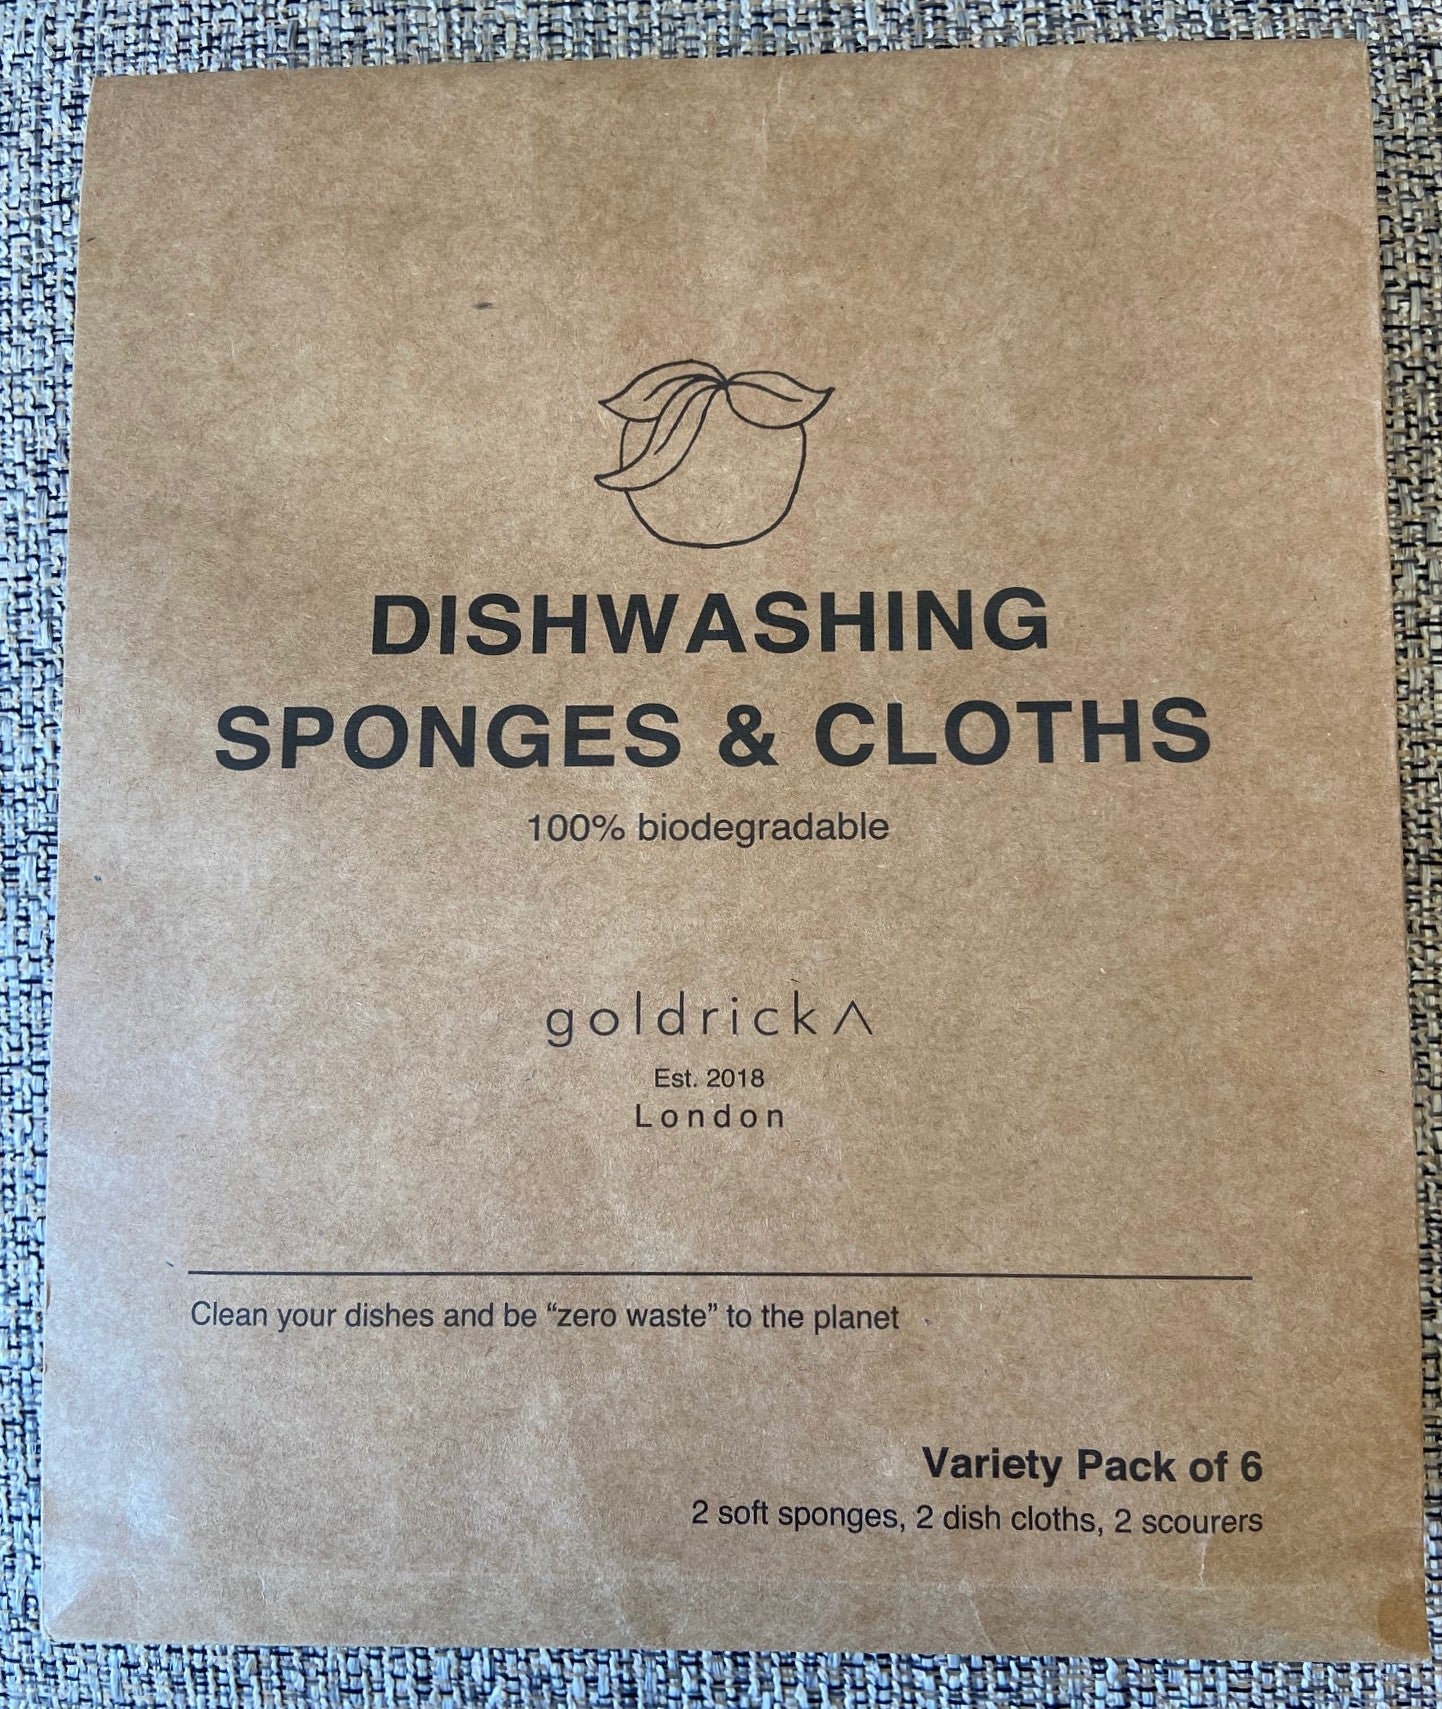 DISHWASHING
SPONGES & CLOTHS
100% biodegradable
goldrick Λ
Est. 2018
London
Clean your dishes and be “zero waste” to the planet
Variety Pack of 6
2 soft sponges, 2 dish cloths, 2 scourers